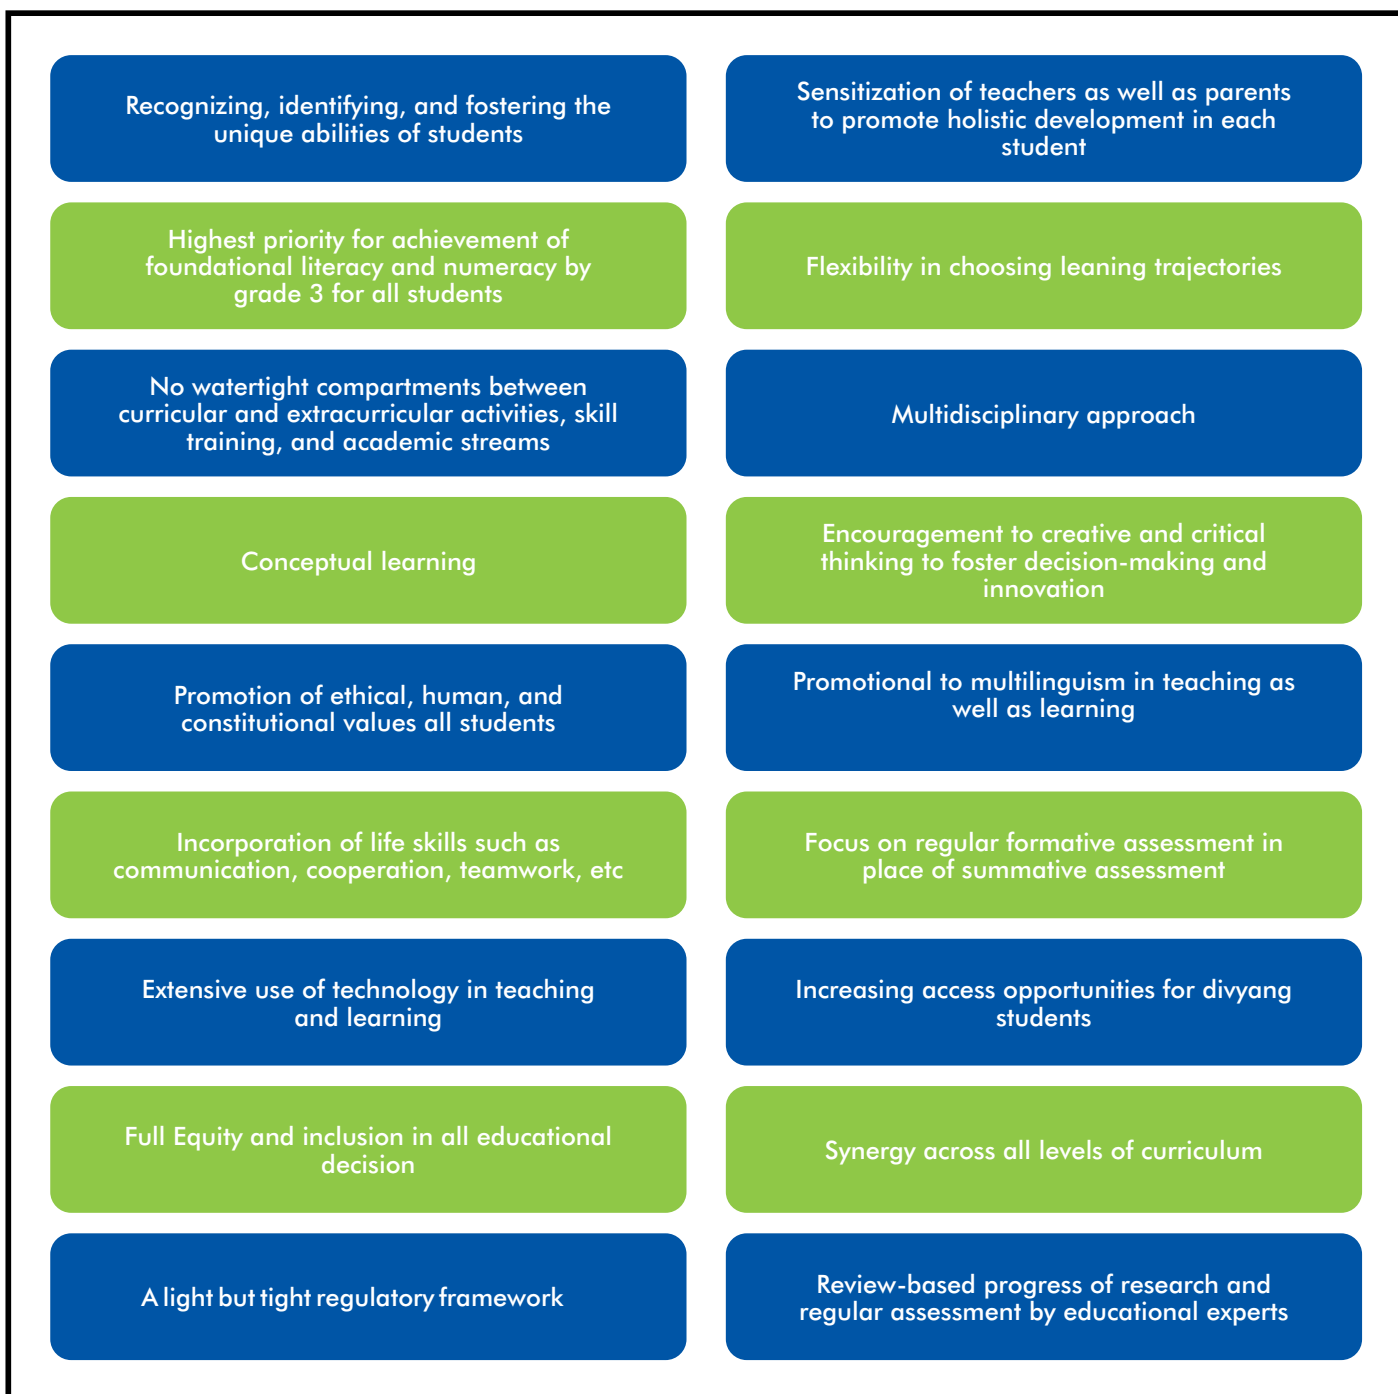 Recognizing, identifying, and fostering the
unique abilities of students
Sensitization of teachers as well as parents
to promote holistic development in each
student
Highest priority for achievement of
foundational literacy and numeracy by
grade 3 for all students
Flexibility in choosing leaning trajectories
No watertight compartments between
curricular and extracurricular activities, skill
training, and academic streams
Multidisciplinary approach
Conceptual learning
Encouragement to creative and critical
thinking to foster decision-making and
innovation
Promotion of ethical, human, and
constitutional values all students
Promotional to multilinguism in teaching as
well as learning
Incorporation of life skills such as
communication, cooperation, teamwork, etc
Focus on regular formative assessment in
place of summative assessment
Extensive use of technology in teaching
and learning
Increasing access opportunities for divyang
students
Full Equity and inclusion in all educational
decision
Synergy across all levels of curriculum
A light but tight regulatory framework
Review-based progress of research and
regular assessment by educational experts